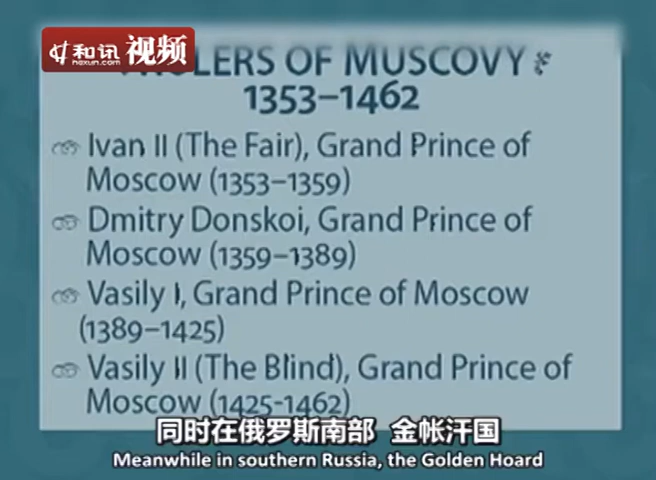 和讯 视频
hexun.com
RULERS OF MUSCOVY
1353–1462
Ivan II (The Fair), Grand Prince of
Moscow (1353–1359)
Dmitry Donskoi, Grand Prince of
Moscow (1359–1389)
Vasily I, Grand Prince of Moscow
(1389–1425)
Vasily II (The Blind), Grand Prince of
Moscow (1425-1462)
同时在俄罗斯南部 金帐汗国
Meanwhile in southern Russia, the Golden Hoard